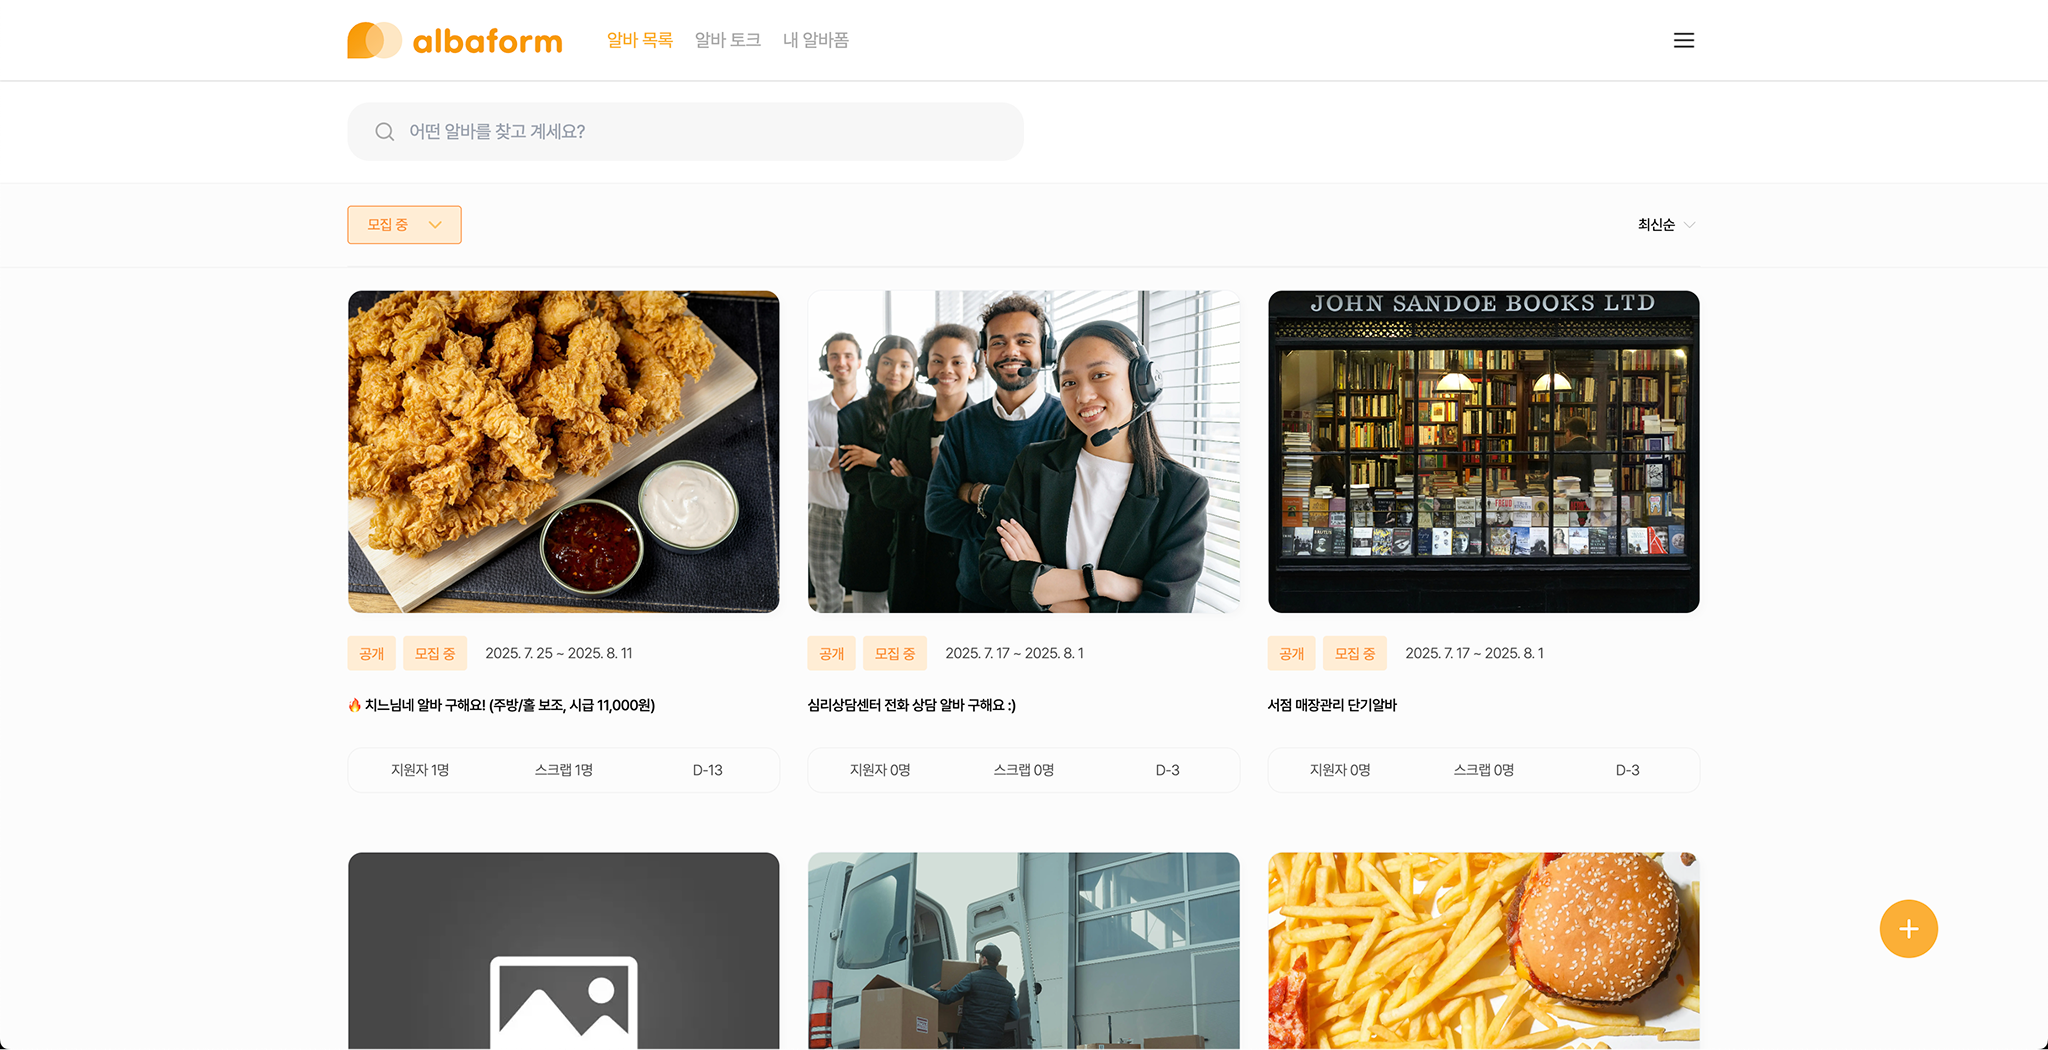 albaform 알바 목록 알바 토크 내 알바폼
어떤 알바를 찾고 계세요?
모집 중
최신순
JOHN SANDOE BOOKS LTD
공개 모집 중 2025. 7. 25 ~ 2025. 8. 11
🔥 치느님네 알바 구해요! (주방/홀 보조, 시급 11,000원)
지원자 1명 스크랩 1명 D-13
공개 모집 중 2025. 7. 17 ~ 2025. 8. 1
심리상담센터 전화 상담 알바 구해요 :)
지원자 0명 스크랩 0명 D-3
공개 모집 중 2025. 7. 17 ~ 2025. 8. 1
서점 매장관리 단기알바
지원자 0명 스크랩 0명 D-3